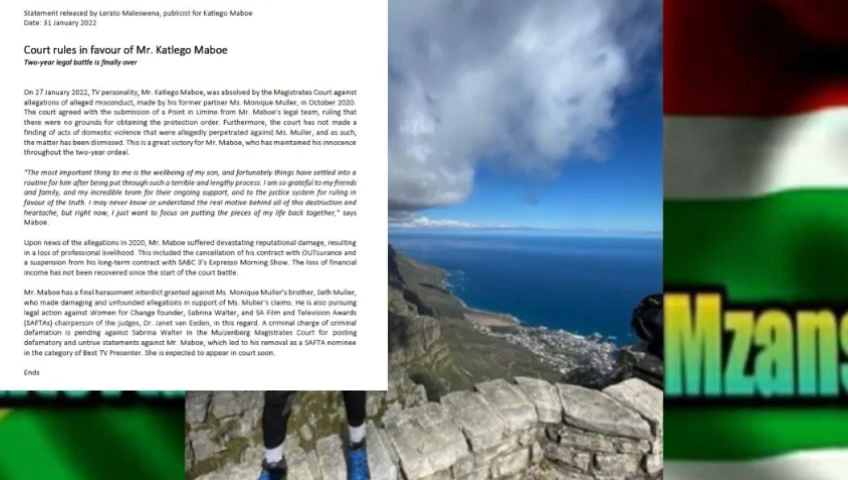 Statement released by Lerato Maleswena, publicist for Katlego Maboe
Date: 31 January 2022
Court rules in favour of Mr. Katlego Maboe
Two-year legal battle is finally over
On 27 January 2022, TV personality, Mr. Katlego Maboe, was absolved by the Magistrates Court against
allegations of alleged misconduct, made by his former partner Ms. Monique Muller, in October 2020.
The court agreed with the submission of a Point in Limine from Mr. Maboe's legal team, ruling that
there were no grounds for obtaining the protection order. Furthermore, the court has not made a
finding of acts of domestic violence that were allegedly perpetrated against Ms. Muller, and as such,
the matter has been dismissed. This is a great victory for Mr. Maboe, who has maintained his innocence
throughout the two-year ordeal.
"The most important thing to me is the wellbeing of my son, and fortunately things have settled into a
routine for him after being put through such a terrible and lengthy process. I am so grateful to my friends
and family, and my incredible team for their ongoing support, and to the justice system for ruling in
favour of the truth. I may never know or understand the real motive behind all of this destruction and
heartache, but right now, I just want to focus on putting the pieces of my life back together," says
Maboe.
Upon news of the allegations in 2020, Mr. Maboe suffered devastating reputational damage, resulting
in a loss of professional livelihood. This included the cancellation of his contract with OUTsurance and
a suspension from his long-term contract with SABC 3's Expresso Morning Show. The loss of financial
income has not been recovered since the start of the court battle.
Mr. Maboe has a final harassment interdict granted against Ms. Monique Muller's brother, Seth Muller,
who made damaging and unfounded allegations in support of Ms. Muller's claims. He is also pursuing
legal action against Women for Change founder, Sabrina Walter, and SA Film and Television Awards
(SAFTAs) chairperson of the judges, Dr. Janet van Eeden, in this regard. A criminal charge of criminal
defamation is pending against Sabrina Walter in the Muizenberg Magistrates Court for posting
defamatory and untrue statements against Mr. Maboe, which led to his removal as a SAFTA nominee
in the category of Best TV Presenter. She is expected to appear in court soon.
Ends
Mzans